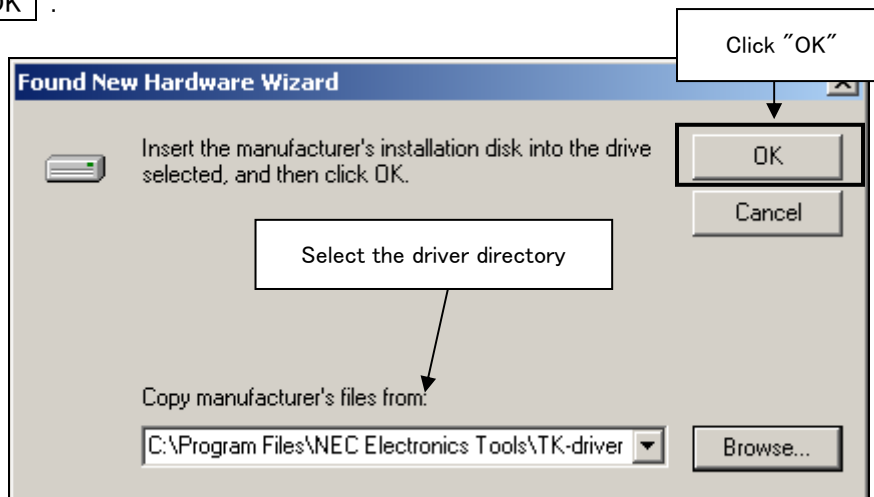 OK .
Click "OK"
Found New Hardware Wizard
Insert the manufacturer's installation disk into the drive
selected, and then click OK.
OK
Cancel
Select the driver directory
Copy manufacturer's files from:
C:\Program Files\NEC Electronics Tools\TK-driver
Browse...